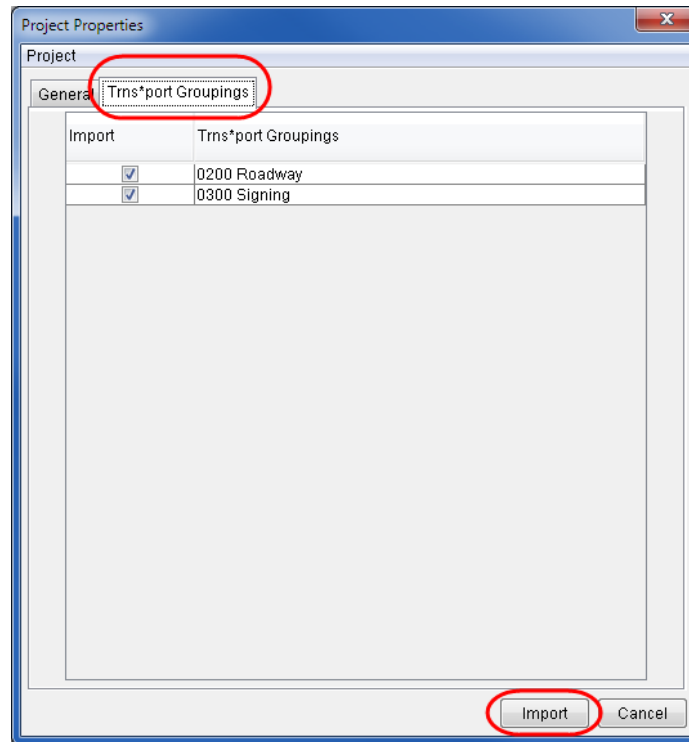 Project Properties
Project
General Trns*port Groupings
Import Trns*port Groupings
0200 Roadway
0300 Signing
Import Cancel